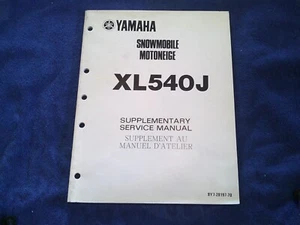 YAMAHA
SNOWMOBILE
MOTONEIGE
XL540J
SUPPLEMENTARY
SERVICE MANUAL
SUPPLEMENT AU
MANUEL D'ATELIER